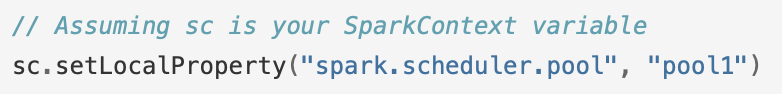 // Assuming sc is your SparkContext variable
sc.setLocalProperty("spark.scheduler.pool", "pool1")